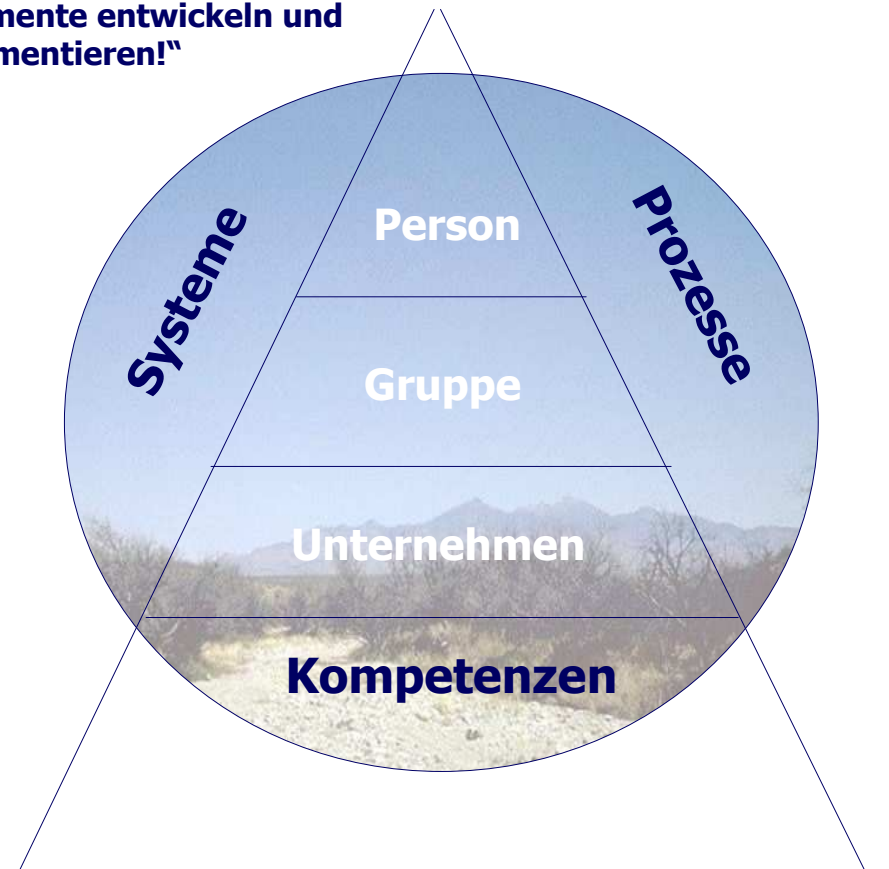 mente entwickeln und
mentieren!“
Person
Systeme
Prozesse
Gruppe
Unternehmen
Kompetenzen